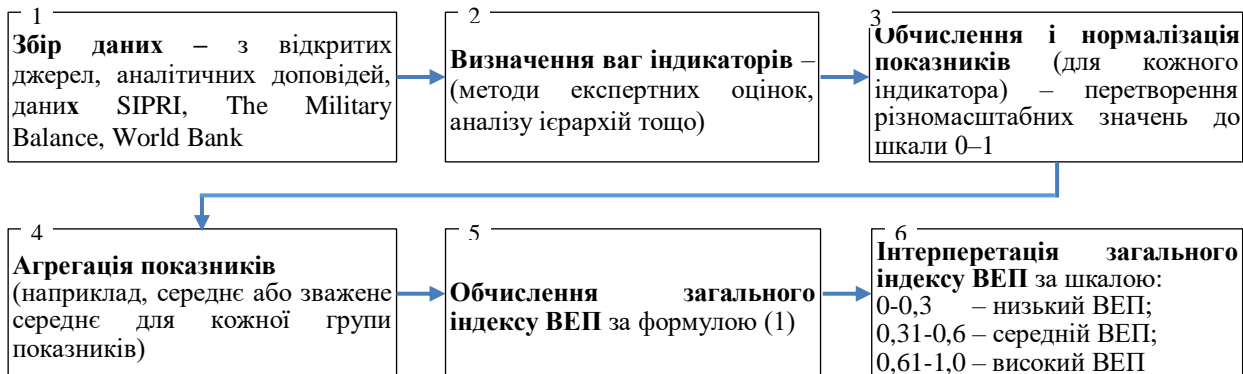 1
Збір даних – з відкритих
джерел, аналітичних доповідей,
даних SIPRI, The Military
Balance, World Bank
2
Визначення ваг індикаторів –
(методи експертних оцінок,
аналізу ієрархій тощо)
3
Обчислення і нормалізація
показників (для кожного
індикатора) – перетворення
різномасштабних значень до
шкали 0–1
4
Агрегація показників
(наприклад, середнє або зважене
середнє для кожної групи
показників)
5
Обчислення загального
індексу ВЕП за формулою (1)
6
Інтерперетація загального
індексу ВЕП за шкалою:
0-0,3 – низький ВЕП;
0,31-0,6 – середній ВЕП;
0,61-1,0 – високий ВЕП